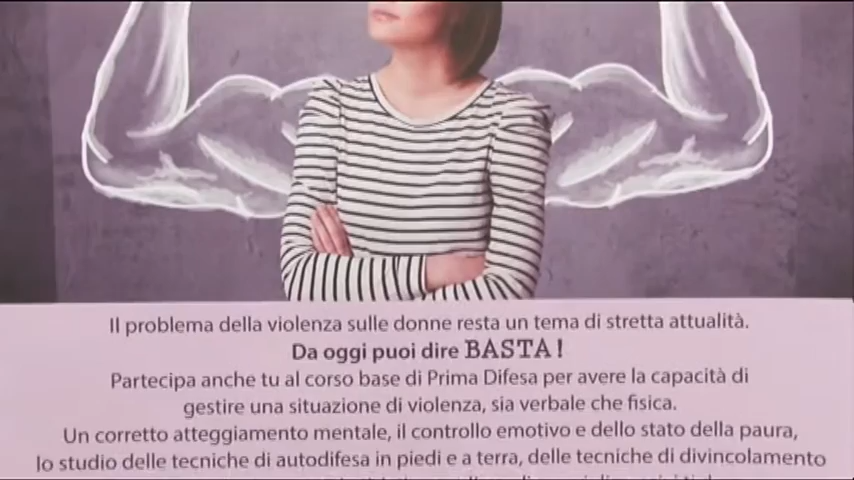 Il problema della violenza sulle donne resta un tema di stretta attualità.
Da oggi puoi dire BASTA!
Partecipa anche tu al corso base di Prima Difesa per avere la capacità di
gestire una situazione di violenza, sia verbale che fisica.
Un corretto atteggiamento mentale, il controllo emotivo e dello stato della paura,
lo studio delle tecniche di autodifesa in piedi e a terra, delle tecniche di divincolamento